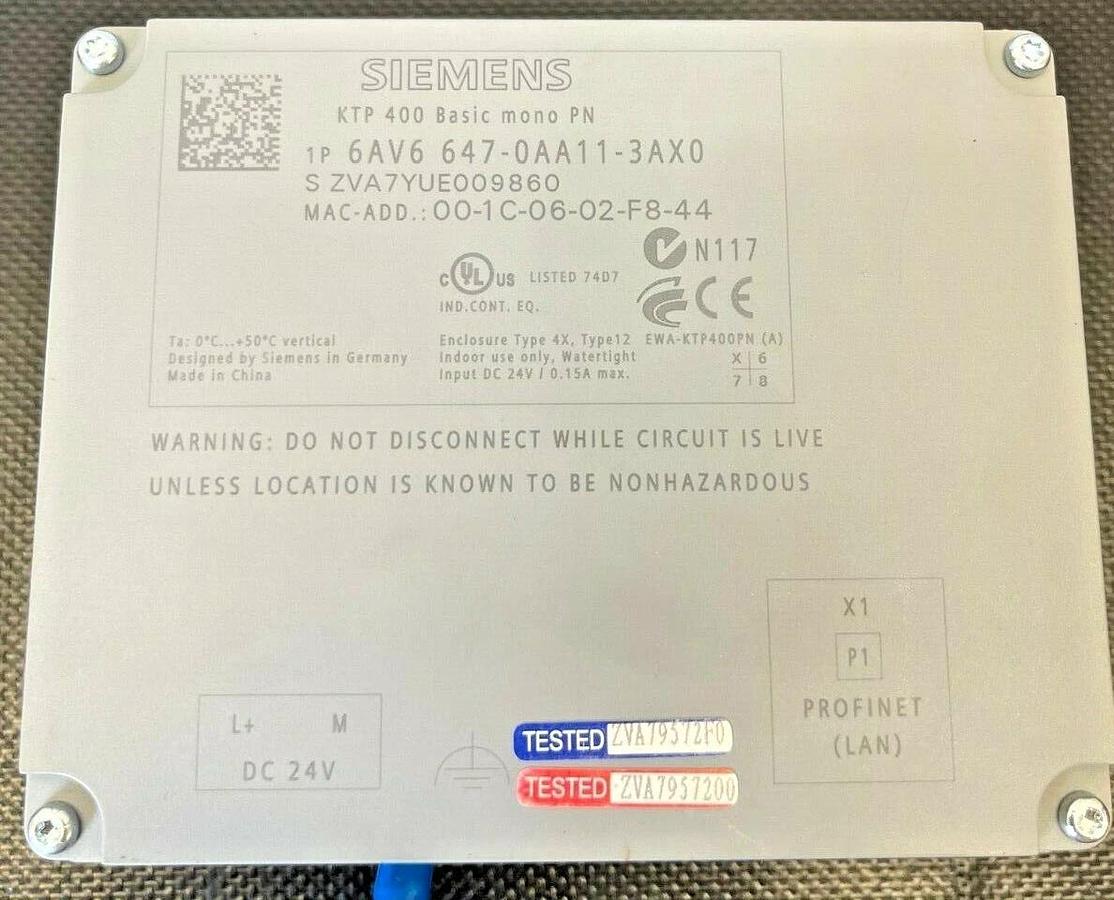 SIEMENS
KTP 400 Basic mono PN
1P 6AV6 647-0AA11-3AX0
S ZVA7YUE009860
MAC-ADD.: 00-1C-06-02-F8-44
N117
C UL US LISTED 74D7
CE
IND.CONT. EQ.
Ta: 0°C...+50°C vertical
Designed by Siemens in Germany
Made in China
Enclosure Type 4X, Type12
Indoor use only, Watertight
Input DC 24V / 0.15A max.
EWA-KTP400PN (A)
X 6
7 8
WARNING: DO NOT DISCONNECT WHILE CIRCUIT IS LIVE
UNLESS LOCATION IS KNOWN TO BE NONHAZARDOUS
X1
P1
PROFINET
(LAN)
L+ M
DC 24V
TESTED ZVA79572F0
TESTED ZVA7957200